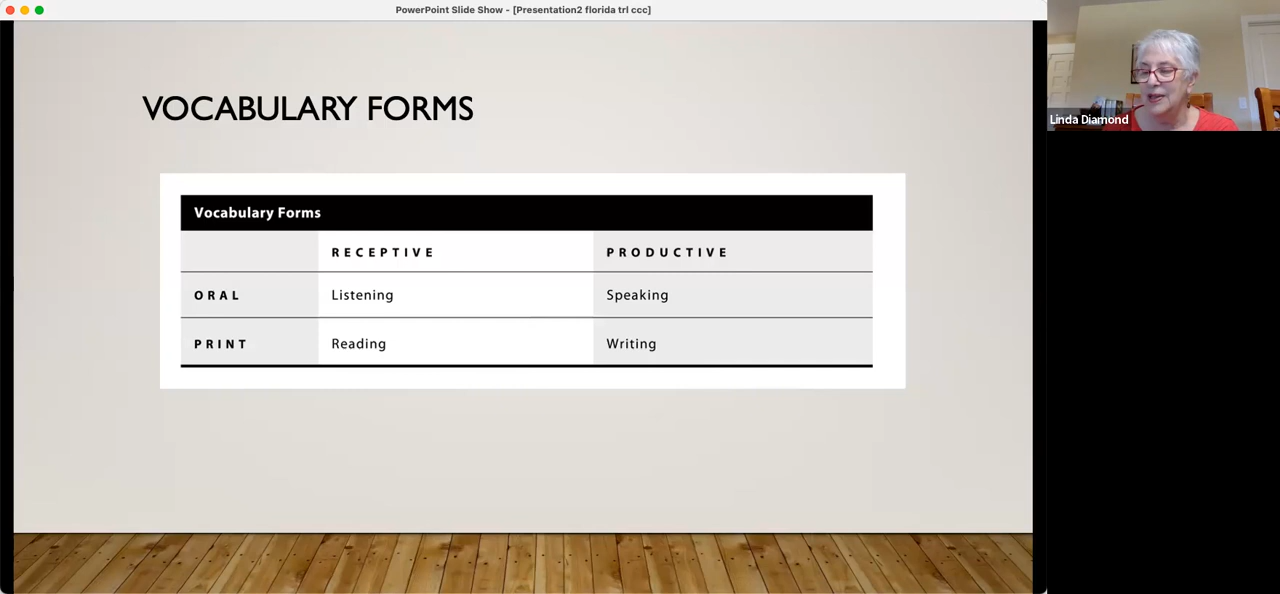 PowerPoint Slide Show - [Presentation2 florida trl ccc]
VOCABULARY FORMS
Vocabulary Forms
RECEPTIVE PRODUCTIVE
ORAL Listening Speaking
PRINT Reading Writing
Linda Diamond